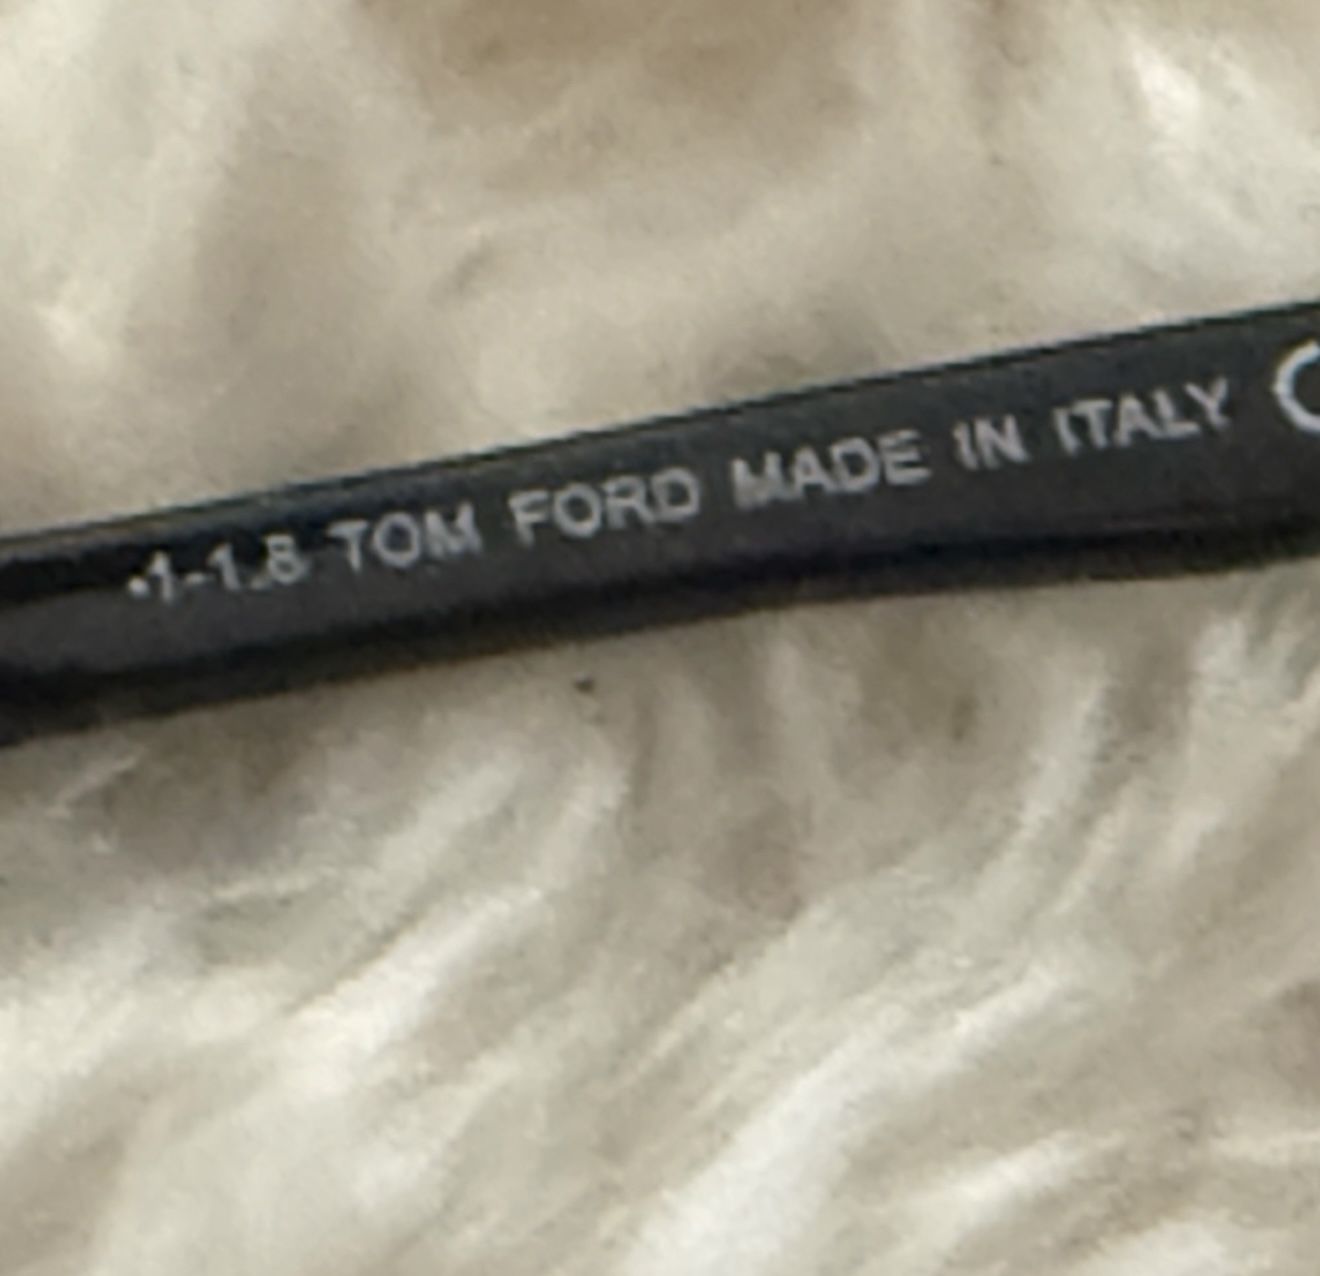 •1-1.8 TOM FORD MADE IN ITALY C